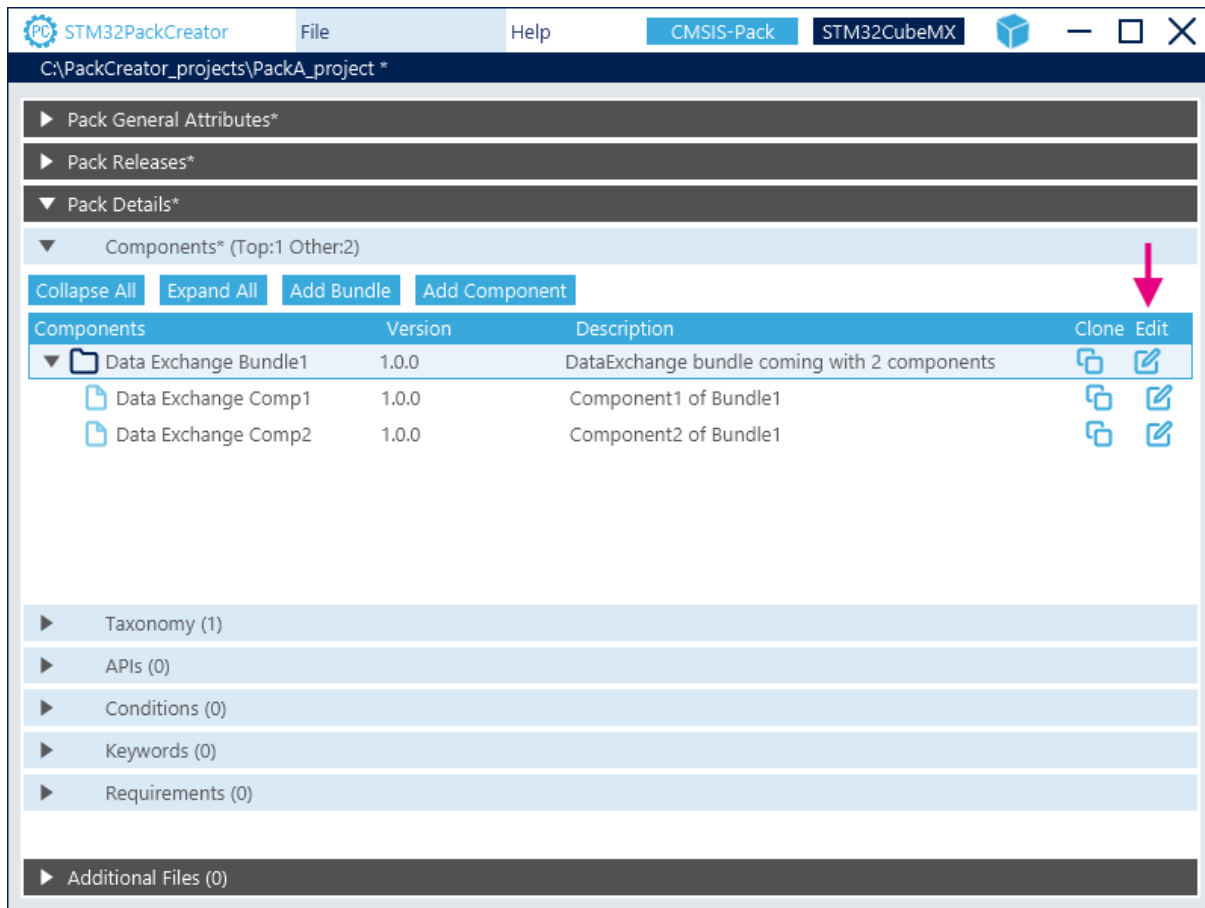 PC STM32PackCreator File Help CMSIS-Pack STM32CubeMX
C:\PackCreator_projects\PackA_project *
Pack General Attributes*
Pack Releases*
Pack Details*
Components* (Top:1 Other:2)
Collapse All Expand All Add Bundle Add Component
Components Version Description Clone Edit
Data Exchange Bundle1 1.0.0 DataExchange bundle coming with 2 components
Data Exchange Comp1 1.0.0 Component1 of Bundle1
Data Exchange Comp2 1.0.0 Component2 of Bundle1
Taxonomy (1)
APIs (0)
Conditions (0)
Keywords (0)
Requirements (0)
Additional Files (0)